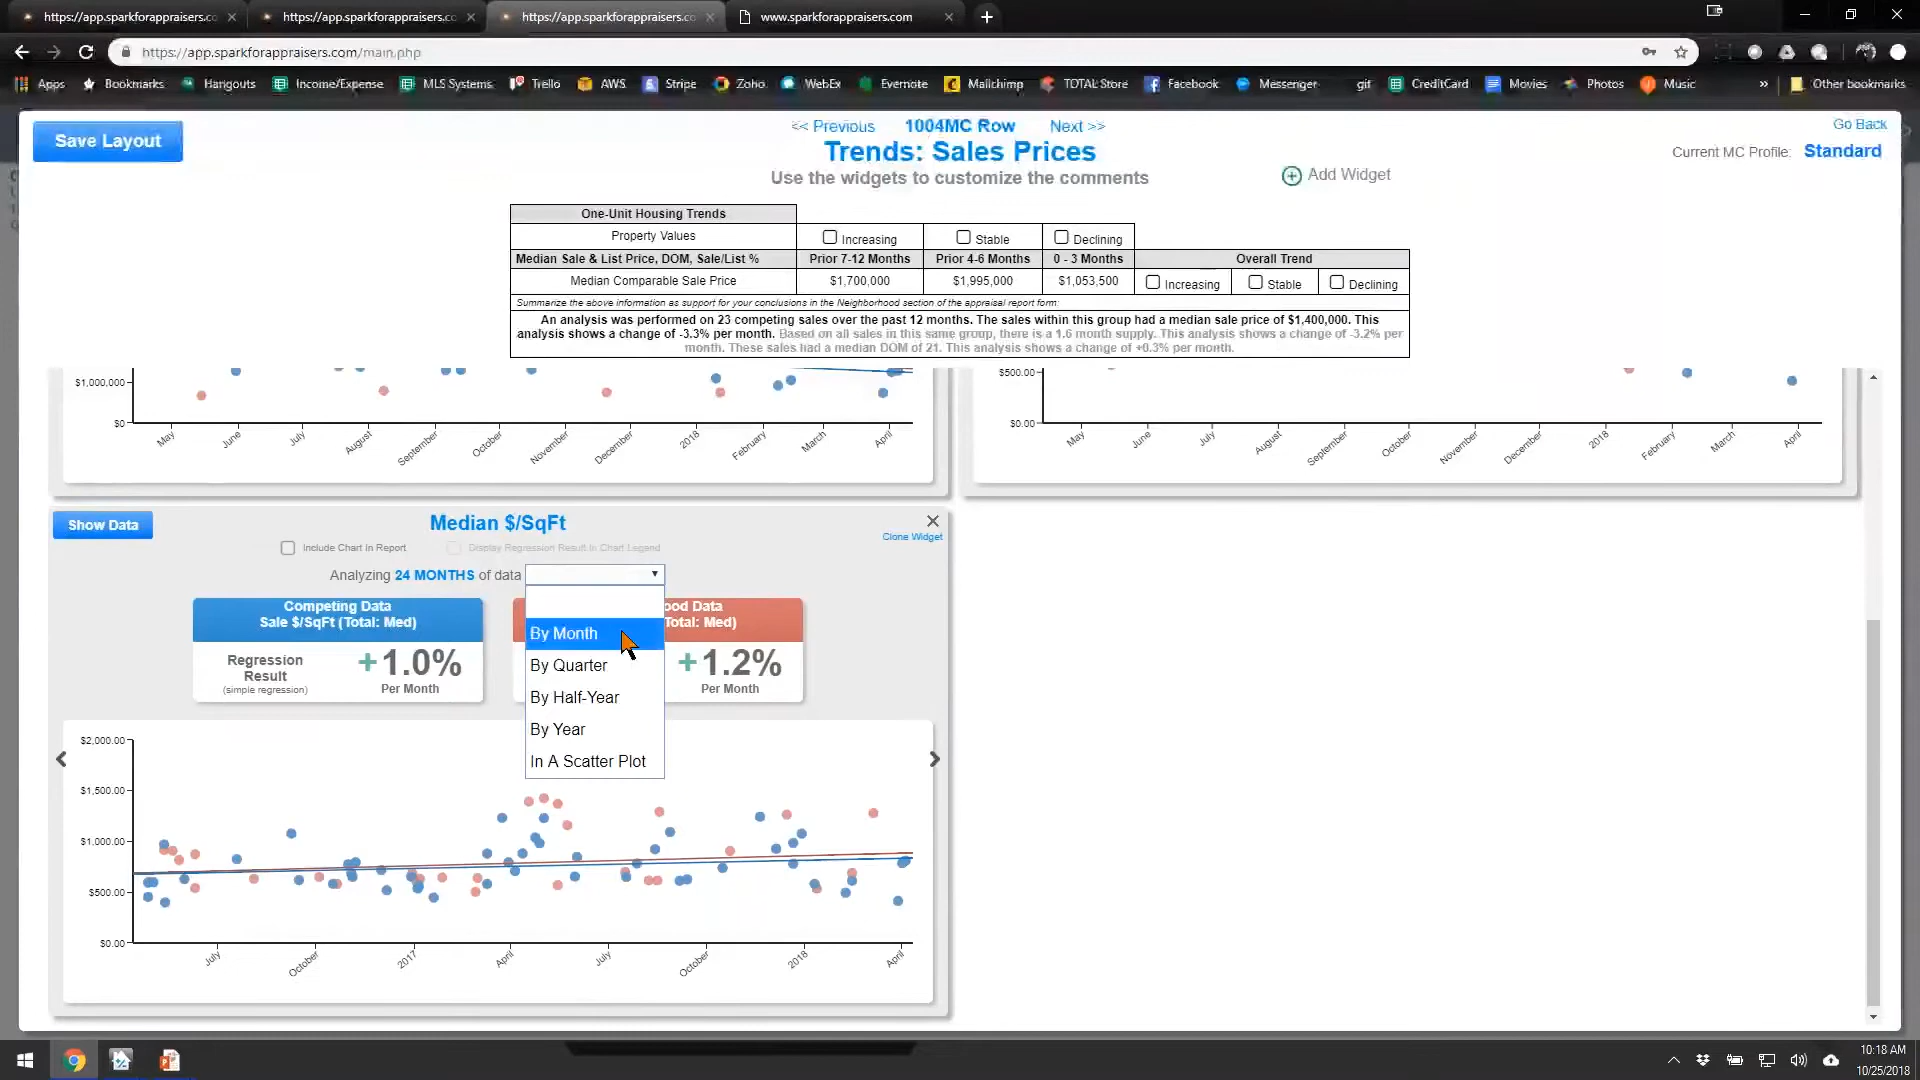 https://app.sparkforappraisers.cc
https://app.sparkforappraisers.cc
https://app.sparkforappraisers.cc
www.sparkforappraisers.com
https://app.sparkforappraisers.com/main.php
Apps Bookmarks Hangouts Income/Expense MLS Systems Trello AWS Stripe Zoho WebEx Evernote Mailchimp TOTAL Store Facebook Messenger git CreditCard Movies Photos Music » Other bookmarks
Save Layout
<< Previous 1004MC Row Next >>
Go Back
Trends: Sales Prices
Current MC Profile: Standard
Use the widgets to customize the comments
Add Widget
One-Unit Housing Trends
Property Values Increasing Stable Declining
Median Sale & List Price, DOM, Sale/List % Prior 7-12 Months Prior 4-6 Months 0 - 3 Months Overall Trend
Median Comparable Sale Price $1,700,000 $1,995,000 $1,053,500 Increasing Stable Declining
Summarize the above information as support for your conclusions in the Neighborhood section of the appraisal report form:
An analysis was performed on 23 competing sales over the past 12 months. The sales within this group had a median sale price of $1,400,000. This
analysis shows a change of -3.3% per month. Based on all sales in this same group, there is a 1.6 month supply. This analysis shows a change of -3.2% per
month. These sales had a median DOM of 21. This analysis shows a change of +0.3% per month.
$1,000,000
$0
May June July August September October November December 2018 February March April
$500.00
$0.00
May June July August September October November December 2018 February March April
Show Data
Median $/SqFt
Clone Widget
Include Chart In Report Display Regression Result In Chart Legend
Analyzing 24 MONTHS of data
By Month
By Quarter
By Half-Year
By Year
In A Scatter Plot
Competing Data
Sale $/SqFt (Total: Med)
Regression
Result
(simple regression)
+1.0%
Per Month
ood Data
Total: Med)
+1.2%
Per Month
$2,000.00
$1,500.00
$1,000.00
$500.00
$0.00
July October 2017 April July October 2018 April
10:18 AM
10/25/2018